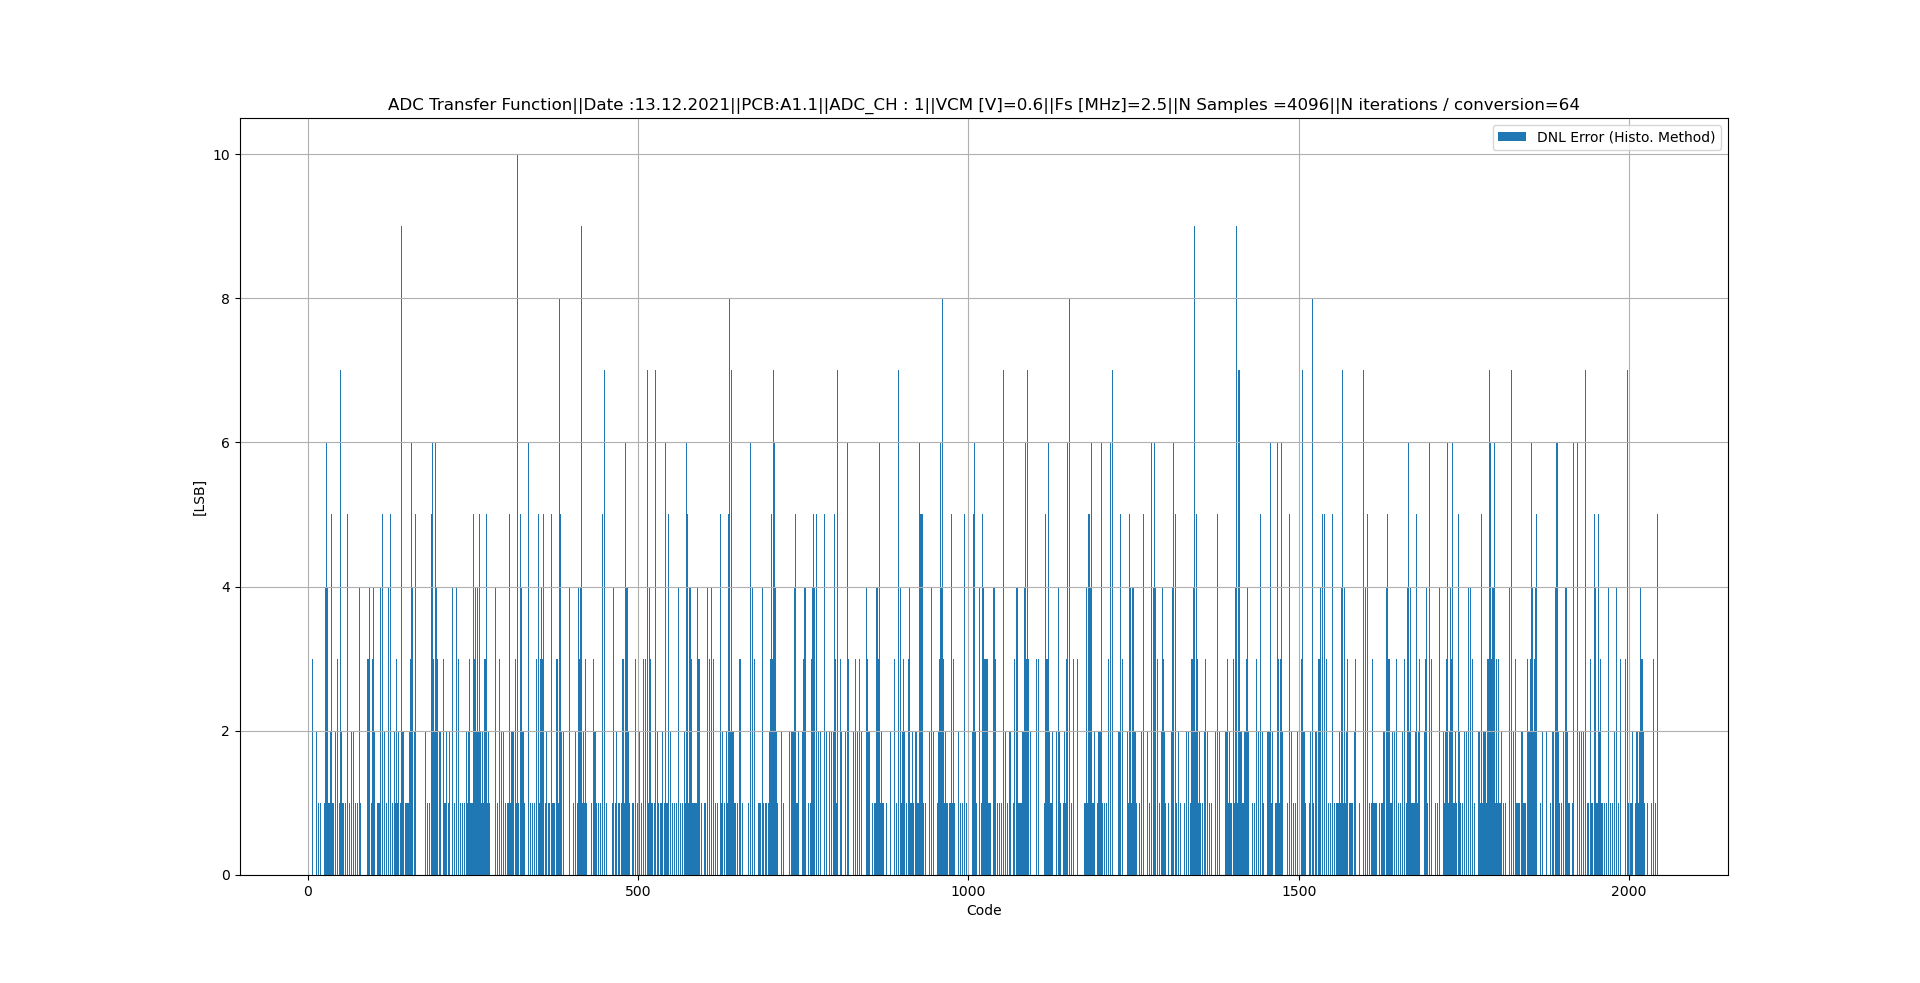 ADC Transfer Function||Date :13.12.2021||PCB:A1.1||ADC_CH : 1||VCM [V]=0.6||Fs [MHz]=2.5||N Samples =4096||N iterations / conversion=64
DNL Error (Histo. Method)
10
8
6
4
2
0
[LSB]
0 500 1000 1500 2000
Code